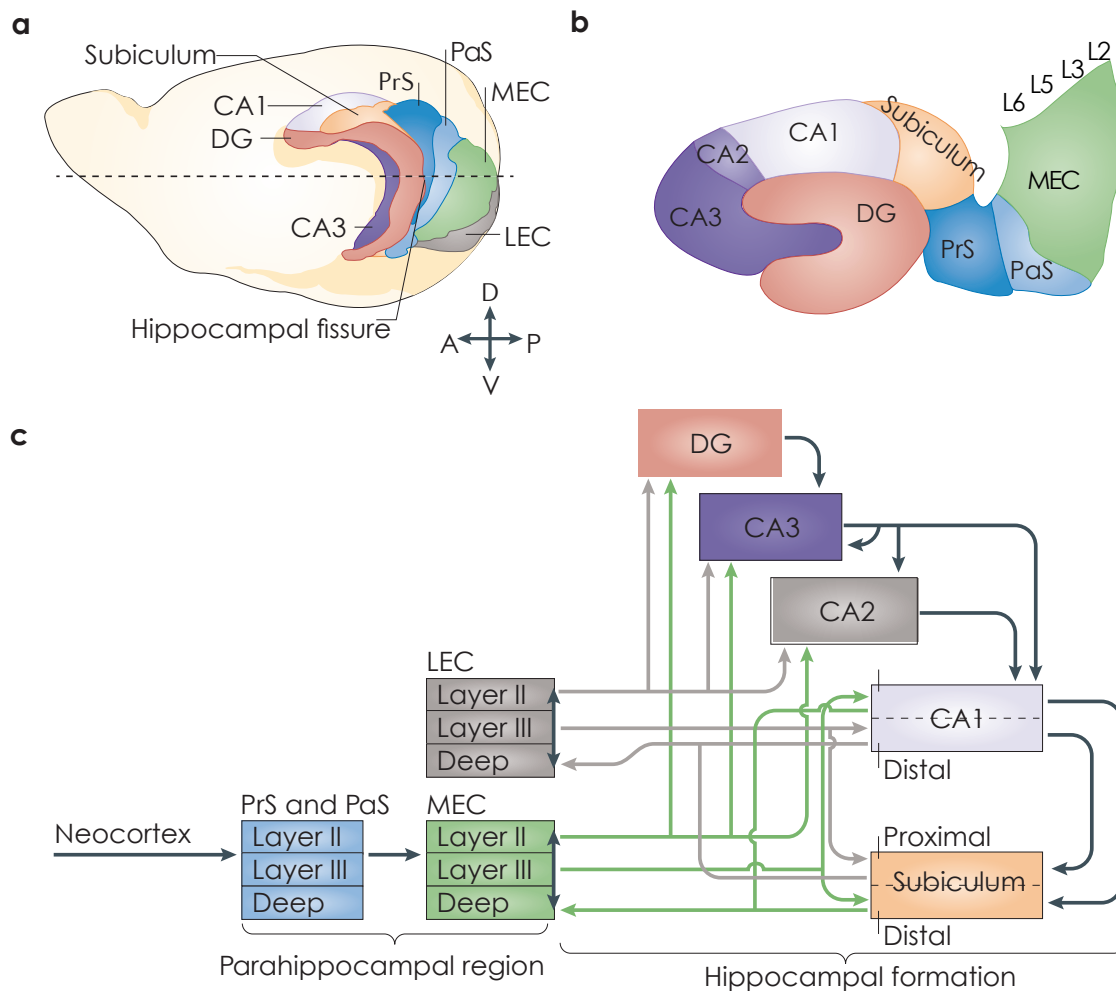 a
Subiculum
PaS
PrS
MEC
CA1
DG
CA3
LEC
Hippocampal fissure
D
A
P
V
b
L6
L5
L3
L2
CA1
Subiculum
CA2
MEC
CA3
DG
PrS
PaS
c
DG
CA3
CA2
LEC
Layer II
Layer III
Deep
CA1
Distal
PrS and PaS
MEC
Neocortex
Layer II
Layer III
Deep
Layer II
Layer III
Deep
Proximal
Subiculum
Distal
Parahippocampal region
Hippocampal formation